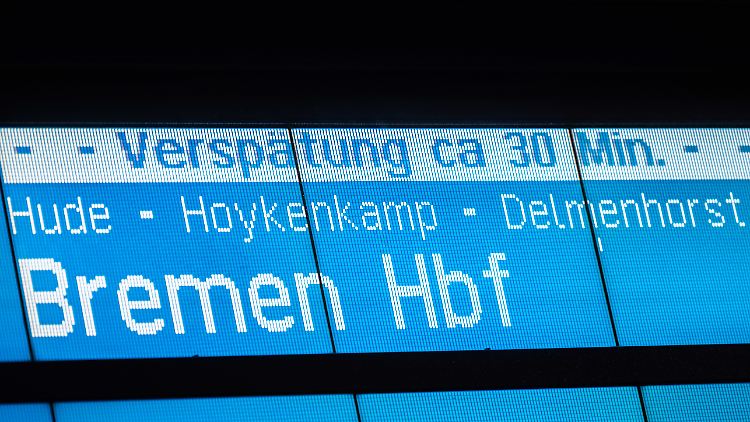 - - Verspätung ca 30 Min. - -
Hude - Hoykenkamp - Delmenhorst
Bremen Hbf